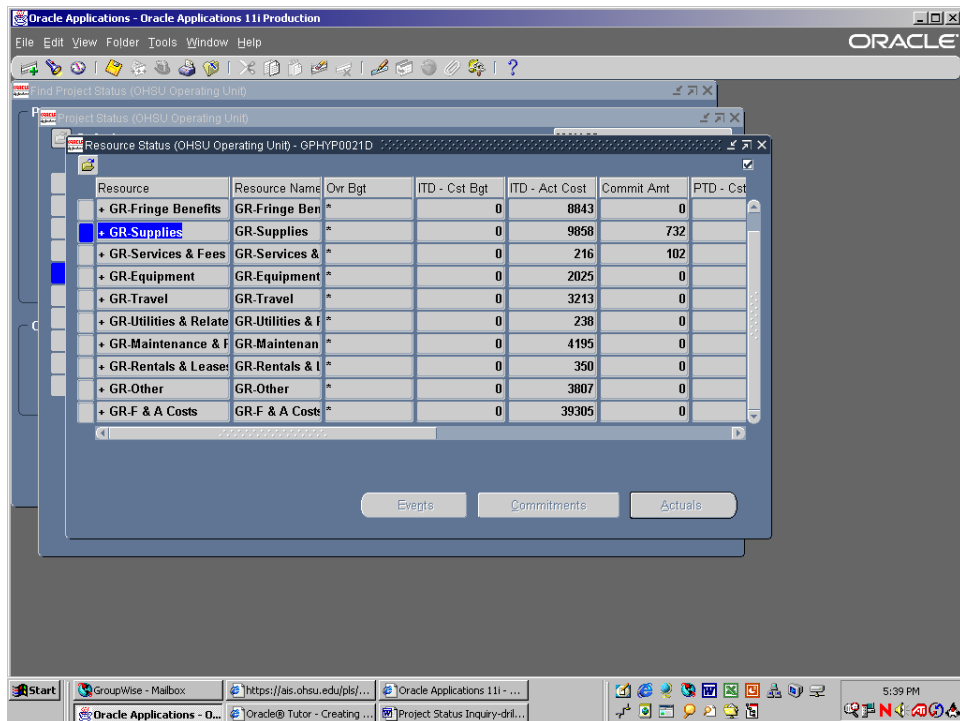 Oracle Applications - Oracle Applications 11i Production
File Edit View Folder Tools Window Help
ORACLE
Find Project Status (OHSU Operating Unit)
Project Status (OHSU Operating Unit)
Resource Status (OHSU Operating Unit) - GPHYP0021D
Resource Resource Name Ovr Bgt ITD - Cst Bgt ITD - Act Cost Commit Amt PTD - Cst
+ GR-Fringe Benefits GR-Fringe Ben * 0 8843 0
+ GR-Supplies GR-Supplies * 0 9858 732
+ GR-Services & Fees GR-Services & * 0 216 102
+ GR-Equipment GR-Equipment * 0 2025 0
+ GR-Travel GR-Travel * 0 3213 0
+ GR-Utilities & Relate GR-Utilities & * 0 238 0
+ GR-Maintenance & GR-Maintenan * 0 4195 0
+ GR-Rentals & Leases GR-Rentals & * 0 350 0
+ GR-Other GR-Other * 0 3807 0
+ GR-F & A Costs GR-F & A Costs * 0 39305 0
Events Commitments Actuals
Start GroupWise - Mailbox https://ais.ohsu.edu/pls/... Oracle Applications 11i - ... 5:39 PM
Oracle Applications - O... Oracle® Tutor - Creating ... Project Status Inquiry-dril...